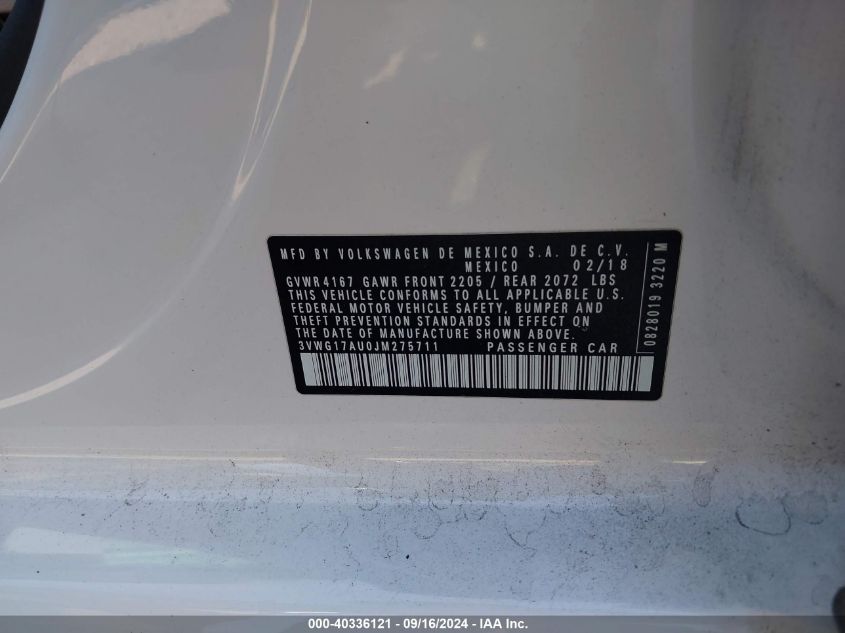 MFD BY VOLKSWAGEN DE MEXICO S.A. DE C.V.
MEXICO 02/18
GVWR 4167 GAWR FRONT 2205 / REAR 2072 LBS
THIS VEHICLE CONFORMS TO ALL APPLICABLE U.S.
FEDERAL MOTOR VEHICLE SAFETY, BUMPER AND
THEFT PREVENTION STANDARDS IN EFFECT ON
THE DATE OF MANUFACTURE SHOWN ABOVE.
3VWG17AU0JM275711 PASSENGER CAR
0828019 3220 M
000-40336121 - 09/16/2024 - IAA Inc.